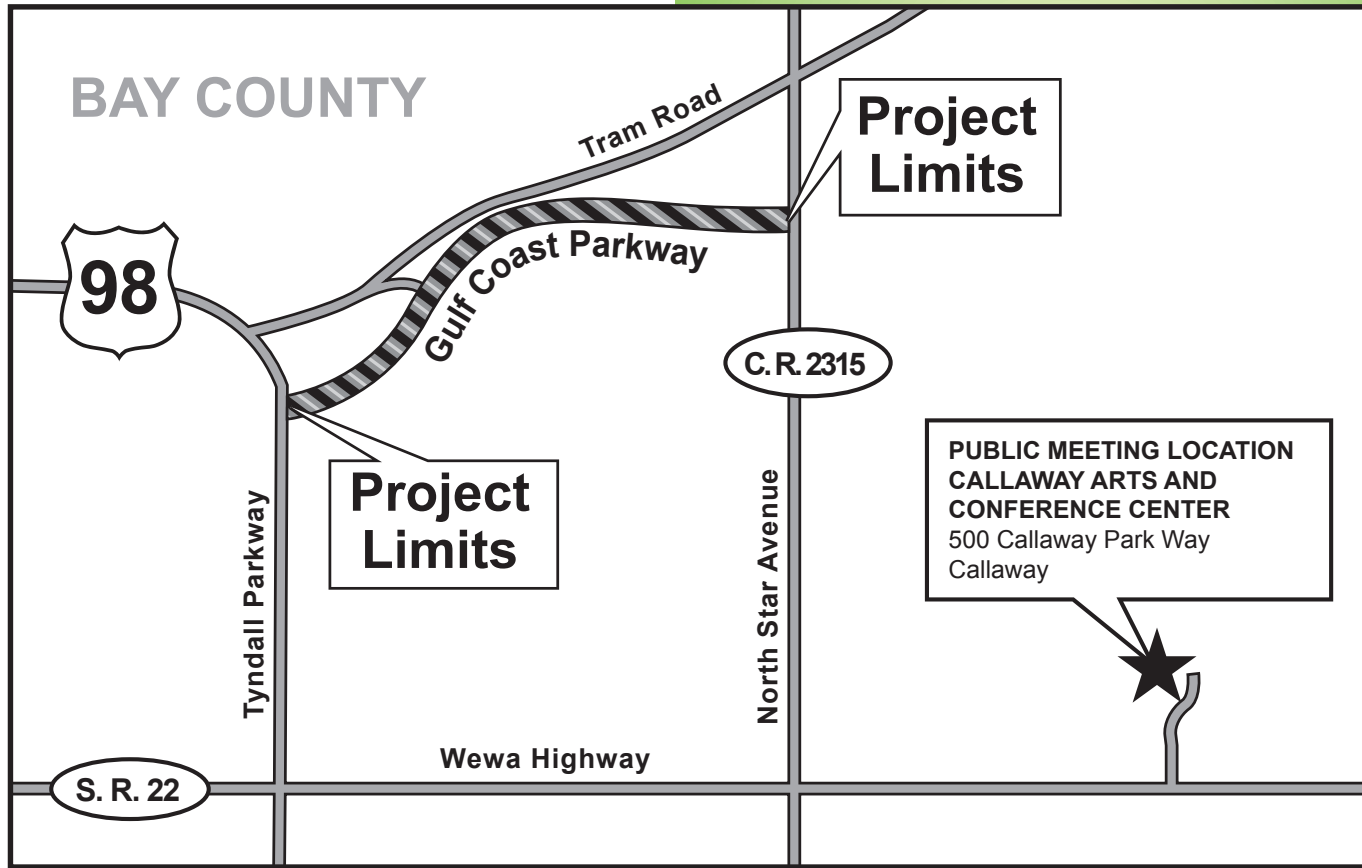 BAY COUNTY
Tram Road
Project
Limits
98
Gulf Coast Parkway
C. R. 2315
PUBLIC MEETING LOCATION
CALLAWAY ARTS AND
CONFERENCE CENTER
500 Callaway Park Way
Callaway
Project
Limits
Tyndall Parkway
North Star Avenue
Wewa Highway
S. R. 22